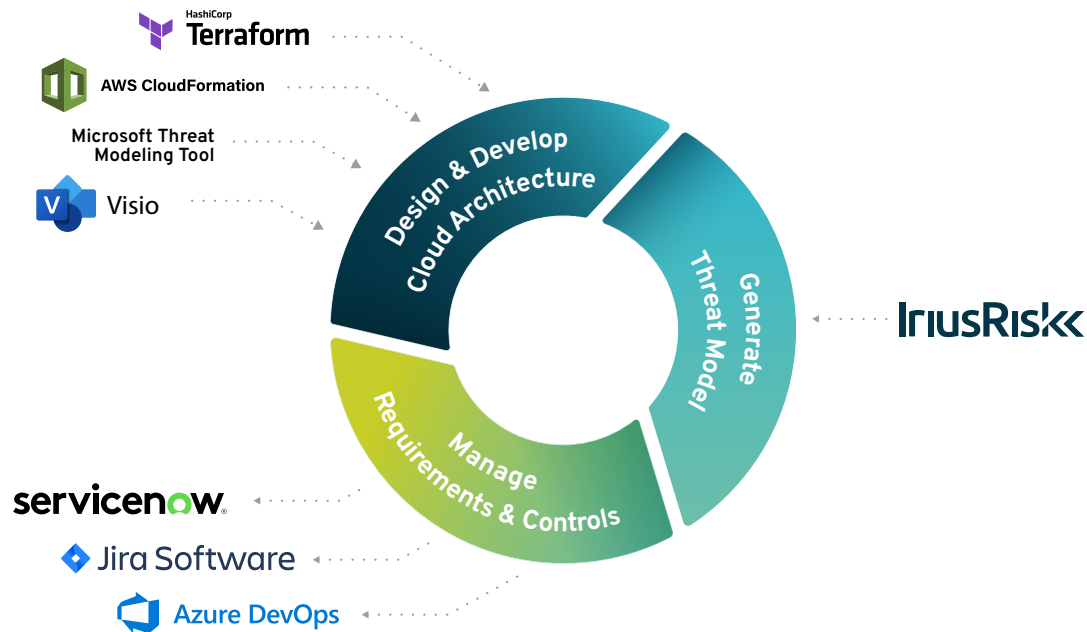 HashiCorp
Terraform
AWS CloudFormation
Microsoft Threat
Modeling Tool
V
Visio
Design & Develop
Cloud Architecture
Generate
Threat Model
IriusRisk
Manage
Requirements & Controls
servicenow®
Jira Software
Azure DevOps